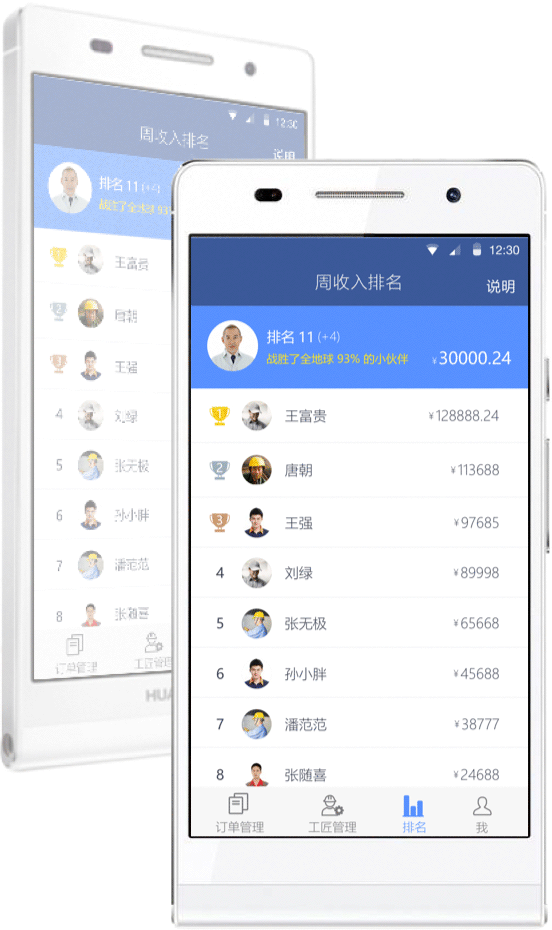 12:30
周收入排名
说明
排名 11 (+4)
战胜了全地球 93%
1
王富贵
2
唐朝
3
王强
4
刘绿
5
张无极
6
孙小胖
7
潘范范
8
张随喜
订单管理
工匠管理
HUA
12:30
周收入排名
说明
排名 11 (+4)
战胜了全地球 93% 的小伙伴
¥30000.24
1
王富贵
¥128888.24
2
唐朝
¥113688
3
王强
¥97685
4
刘绿
¥89998
5
张无极
¥65668
6
孙小胖
¥45688
7
潘范范
¥38777
8
张随喜
¥24688
订单管理
工匠管理
排名
我